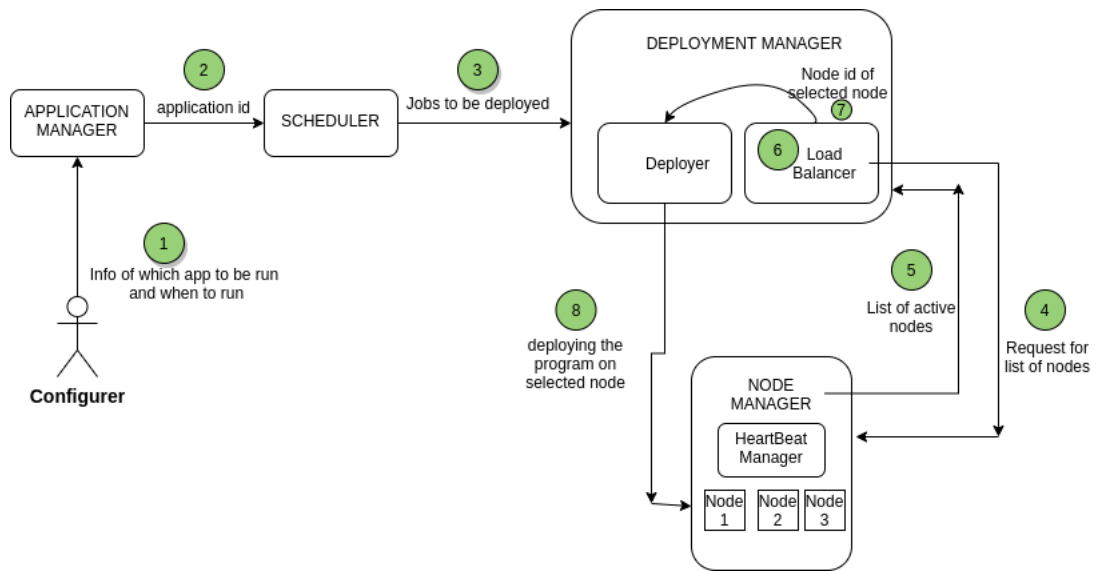 DEPLOYMENT MANAGER
2
3
Node id of
selected node
7
application id
Jobs to be deployed
APPLICATION
MANAGER
SCHEDULER
6
Deployer
Load
Balancer
1
Info of which app to be run
and when to run
5
List of active
nodes
4
Request for
list of nodes
8
deploying the
program on
selected node
Configurer
NODE
MANAGER
HeartBeat
Manager
Node
1
Node
2
Node
3